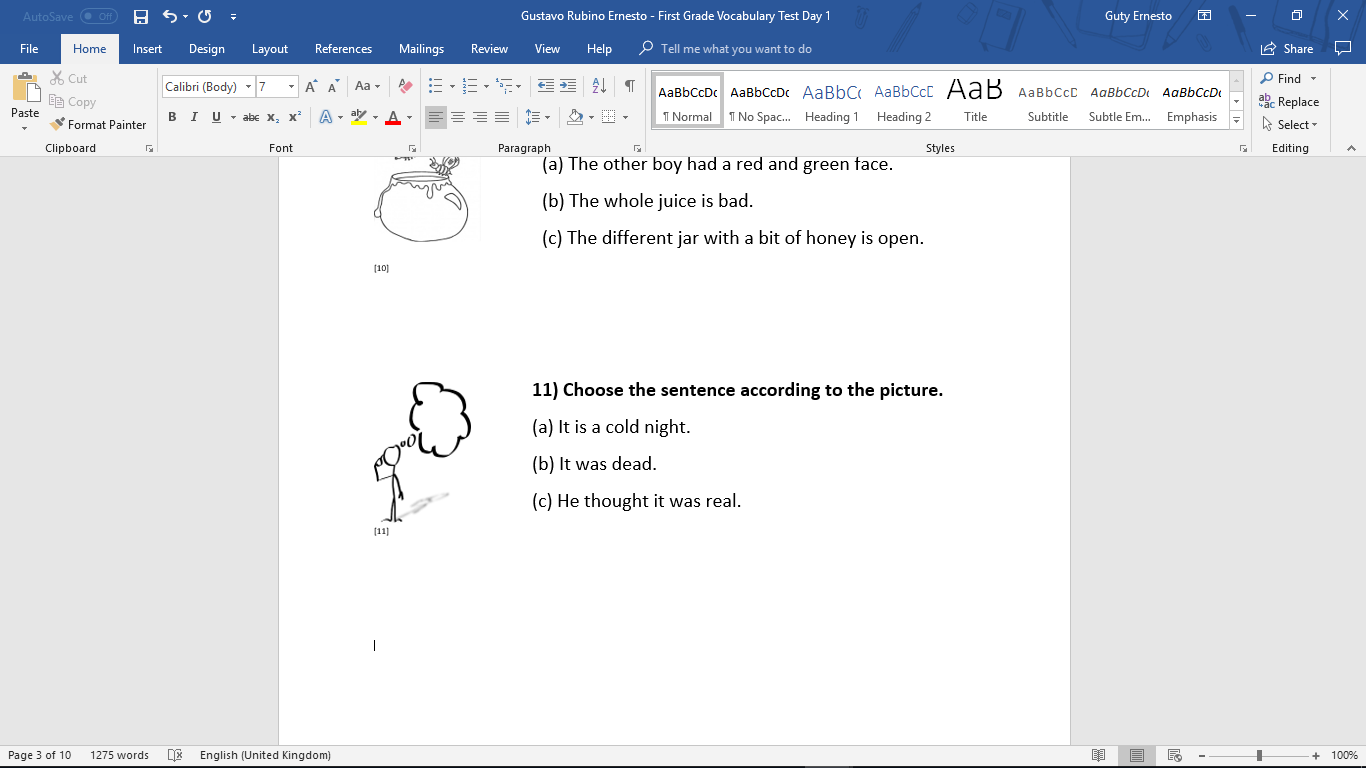 AutoSave Off Gustavo Rubino Ernesto - First Grade Vocabulary Test Day 1 Guty Ernesto
File Home Insert Design Layout References Mailings Review View Help Tell me what you want to do Share
Paste
Cut
Copy
Format Painter
Clipboard
Calibri (Body) 7
Font
Paragraph
AaBbCcDc AaBbCcDc AaBbC AaBbCcD AaB AaBbCcD AaBbCcDc AaBbCcDc
¶ Normal ¶ No Spac... Heading 1 Heading 2 Title Subtitle Subtle Em... Emphasis
Styles
Find
Replace
Select
Editing
(a) The other boy had a red and green face.
(b) The whole juice is bad.
(c) The different jar with a bit of honey is open.
[10]
11) Choose the sentence according to the picture.
(a) It is a cold night.
(b) It was dead.
(c) He thought it was real.
[11]
Page 3 of 10 1275 words English (United Kingdom) 100%